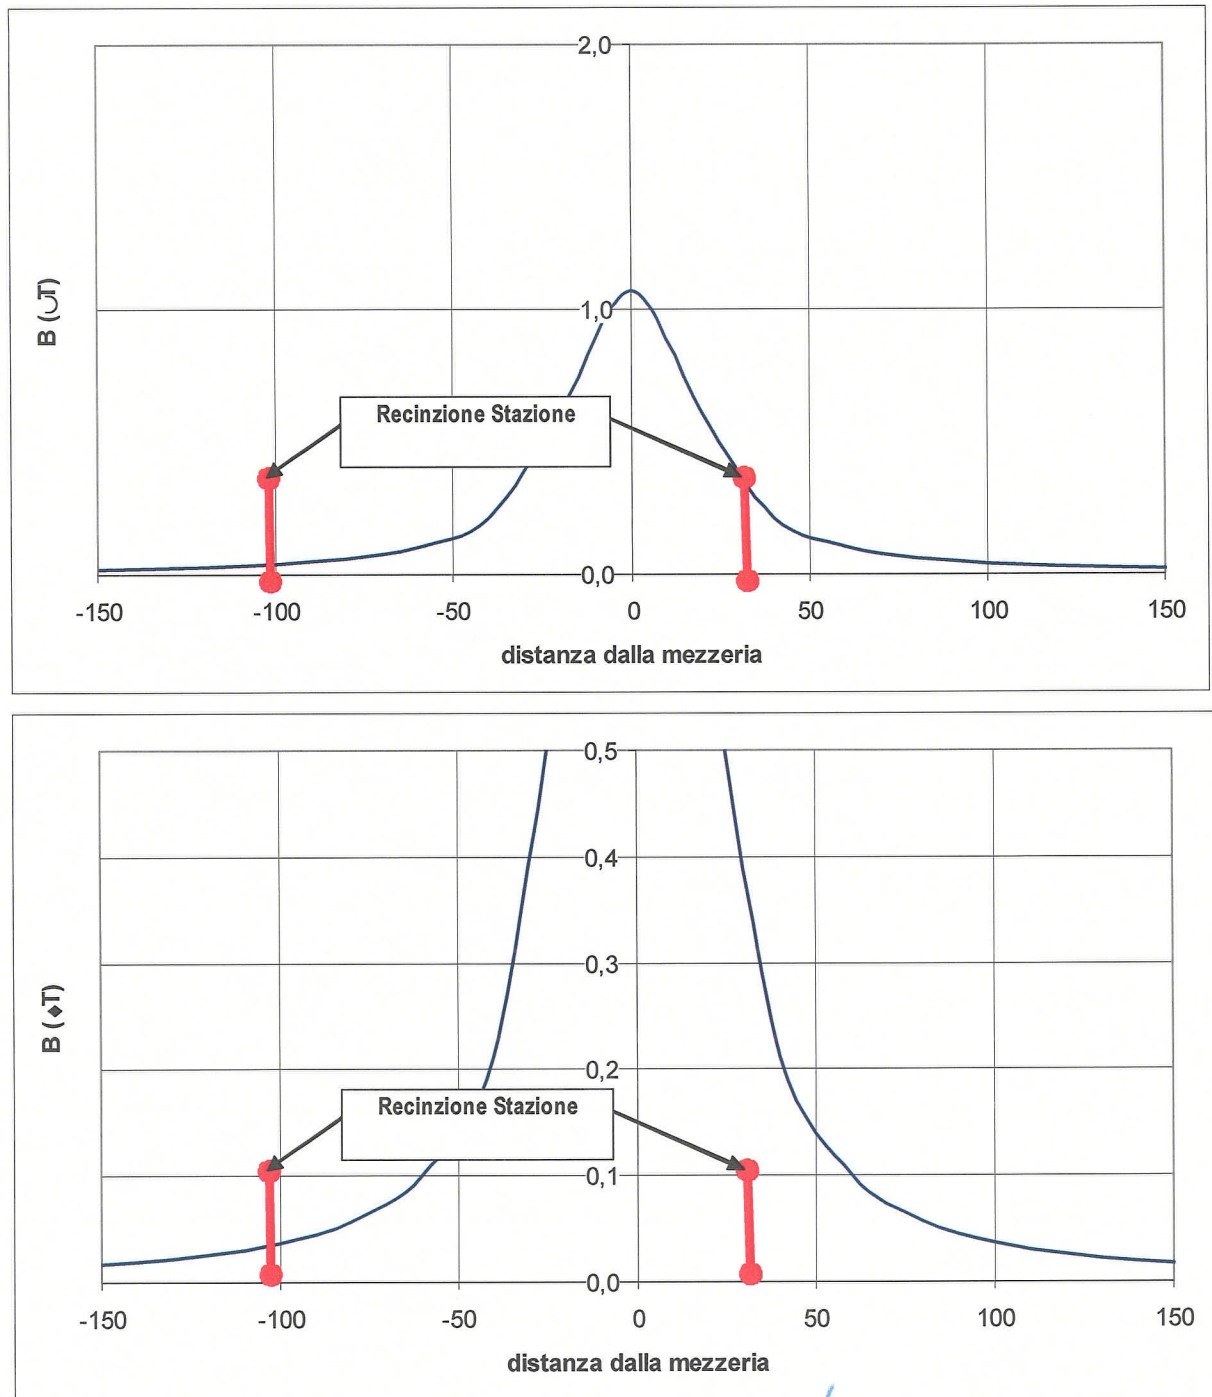 2,0
1,0
0,0
B (◡T)
Recinzione Stazione
-150 -100 -50 0 50 100 150
distanza dalla mezzeria
0,5
0,4
0,3
0,2
0,1
0,0
B (◆T)
Recinzione Stazione
-150 -100 -50 0 50 100 150
distanza dalla mezzeria